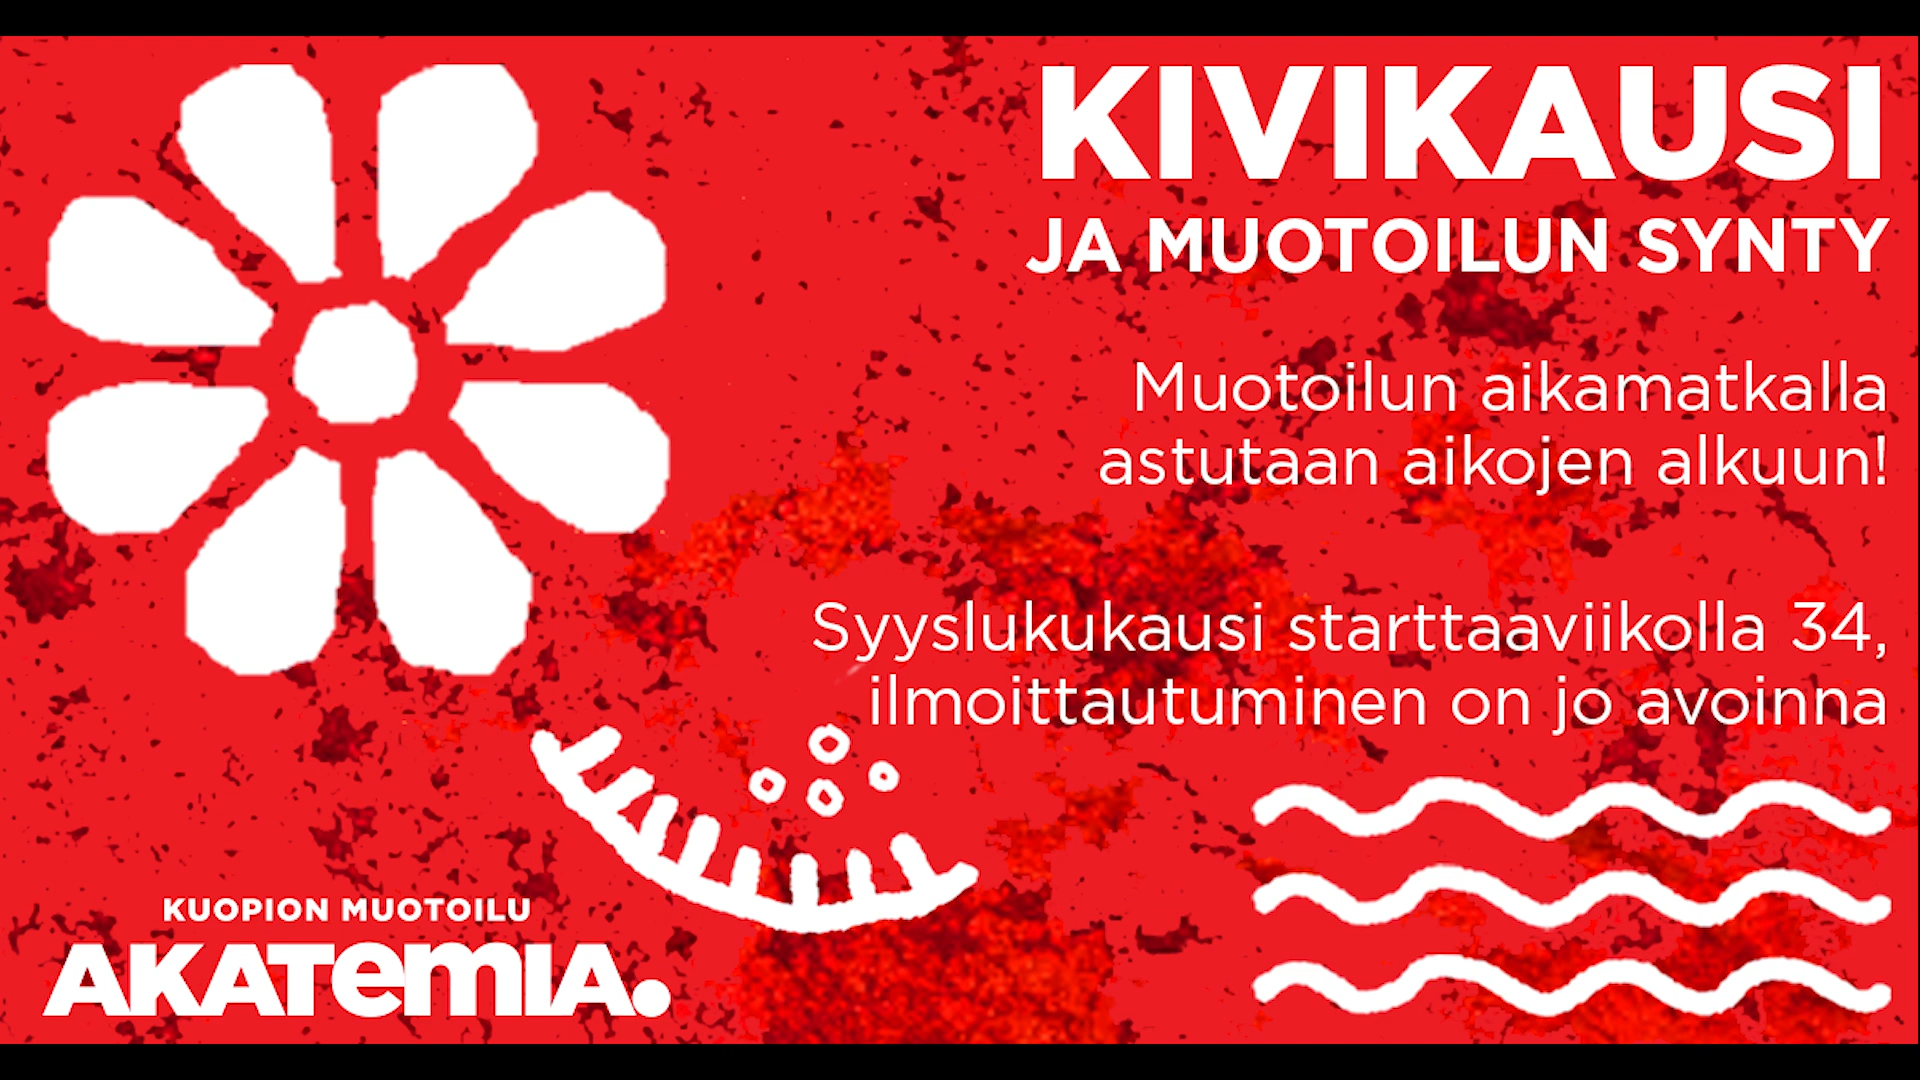 KIVIKAUSI
JA MUOTOILUN SYNTY
Muotoilun aikamatkalla
astutaan aikojen alkuun!
Syyslukukausi starttaaviikolla 34,
ilmoittautuminen on jo avoinna
KUOPION MUOTOILU
AKATemIA.